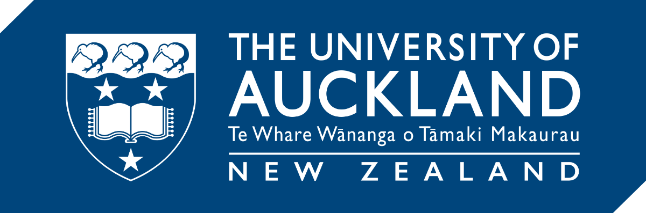 THE UNIVERSITY OF
AUCKLAND
Te Whare Wānanga o Tāmaki Makaurau
NEW ZEALAND